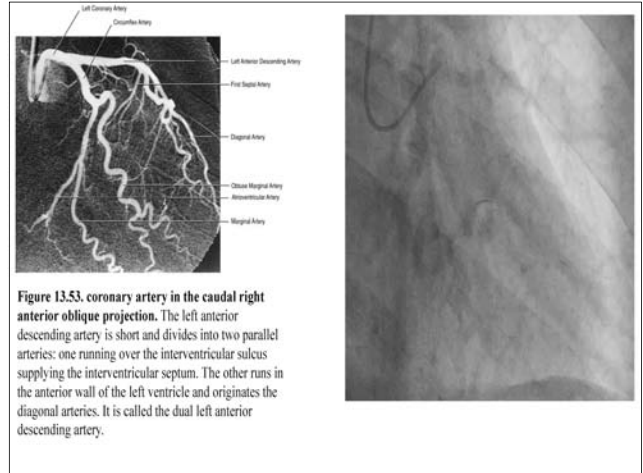 Left Coronary Artery
Circumflex Artery
Left Anterior Descending Artery
First Septal Artery
Diagonal Artery
Obtuse Marginal Artery
Atrioventricular Artery
Marginal Artery
Figure 13.53. coronary artery in the caudal right
anterior oblique projection. The left anterior
descending artery is short and divides into two parallel
arteries: one running over the interventricular sulcus
supplying the interventricular septum. The other runs in
the anterior wall of the left ventricle and originates the
diagonal arteries. It is called the dual left anterior
descending artery.